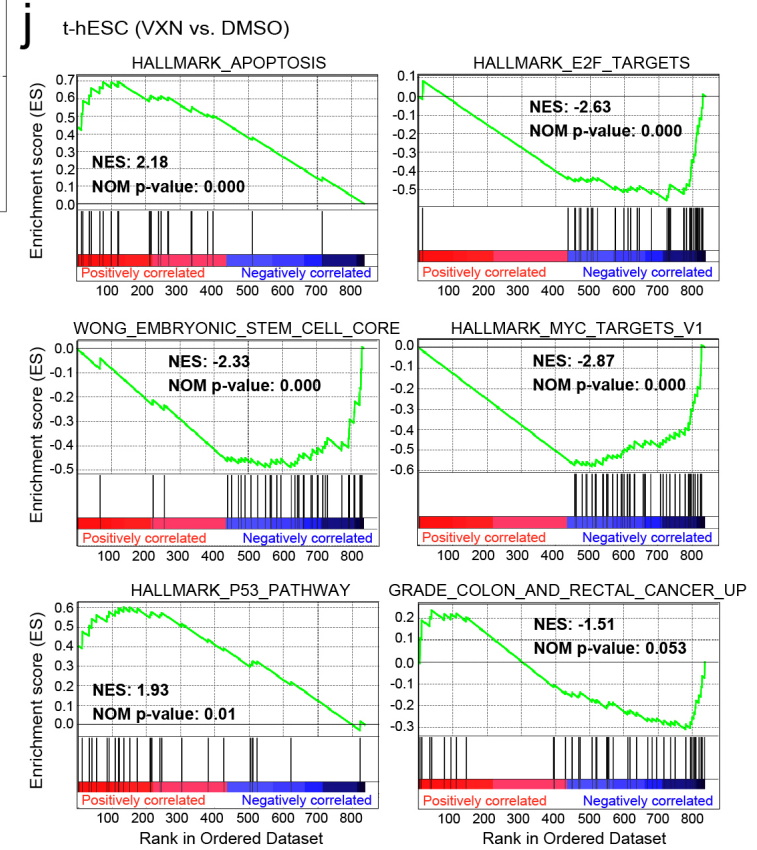 j
t-hESC (VXN vs. DMSO)
HALLMARK_APOPTOSIS
Enrichment score (ES)
0.7
0.6
0.5
0.4
0.3
0.2
0.1
0.0
NES: 2.18
NOM p-value: 0.000
Positively correlated
Negatively correlated
100 200 300 400 500 600 700 800
HALLMARK_E2F_TARGETS
0.1
0.0
-0.1
-0.2
-0.3
-0.4
-0.5
NES: -2.63
NOM p-value: 0.000
Positively correlated
Negatively correlated
100 200 300 400 500 600 700 800
WONG_EMBRYONIC_STEM_CELL_CORE
Enrichment score (ES)
0.0
-0.1
-0.2
-0.3
-0.4
-0.5
NES: -2.33
NOM p-value: 0.000
Positively correlated
Negatively correlated
100 200 300 400 500 600 700 800
HALLMARK_MYC_TARGETS_V1
0.0
-0.1
-0.2
-0.3
-0.4
-0.5
-0.6
NES: -2.87
NOM p-value: 0.000
Positively correlated
Negatively correlated
100 200 300 400 500 600 700 800
HALLMARK_P53_PATHWAY
Enrichment score (ES)
0.6
0.5
0.4
0.3
0.2
0.1
0.0
NES: 1.93
NOM p-value: 0.01
Positively correlated
Negatively correlated
100 200 300 400 500 600 700 800
Rank in Ordered Dataset
GRADE_COLON_AND_RECTAL_CANCER_UP
0.2
0.1
0.0
-0.1
-0.2
-0.3
NES: -1.51
NOM p-value: 0.053
Positively correlated
Negatively correlated
100 200 300 400 500 600 700 800
Rank in Ordered Dataset